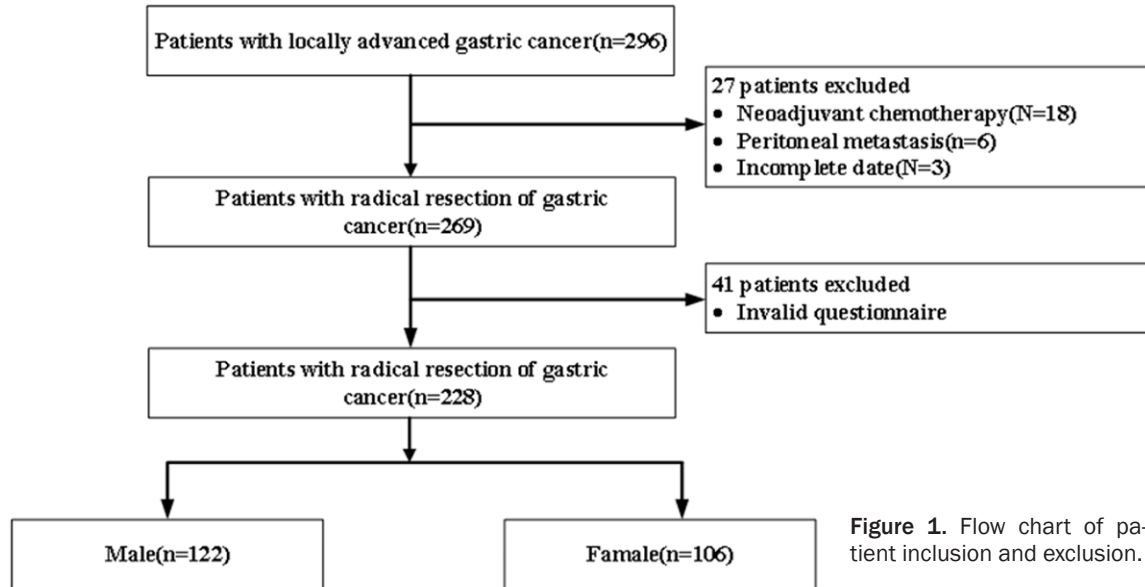 Patients with locally advanced gastric cancer(n=296)
27 patients excluded
• Neoadjuvant chemotherapy(N=18)
• Peritoneal metastasis(n=6)
• Incomplete date(N=3)
Patients with radical resection of gastric
cancer(n=269)
41 patients excluded
• Invalid questionnaire
Patients with radical resection of gastric
cancer(n=228)
Male(n=122)
Famale(n=106)
Figure 1. Flow chart of pa-
tient inclusion and exclusion.